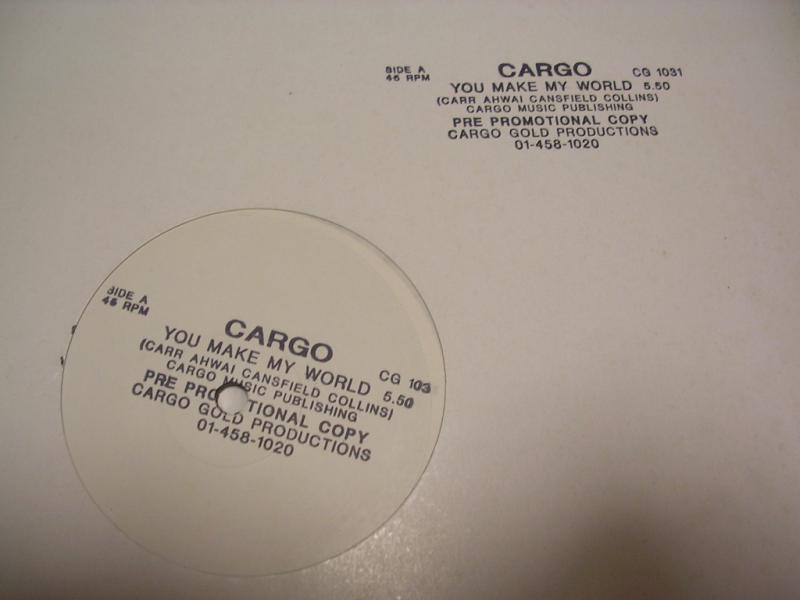 SIDE A
45 RPM
CARGO
CG 1031
YOU MAKE MY WORLD 5.50
(CARR AHWAI CANSFIELD COLLINS)
CARGO MUSIC PUBLISHING
PRE PROMOTIONAL COPY
CARGO GOLD PRODUCTIONS
01-458-1020
SIDE A
45 RPM
CARGO
CG 103
YOU MAKE MY WORLD 5.50
(CARR AHWAI CANSFIELD COLLINS)
CARGO MUSIC PUBLISHING
PRE PROMOTIONAL COPY
CARGO GOLD PRODUCTIONS
01-458-1020